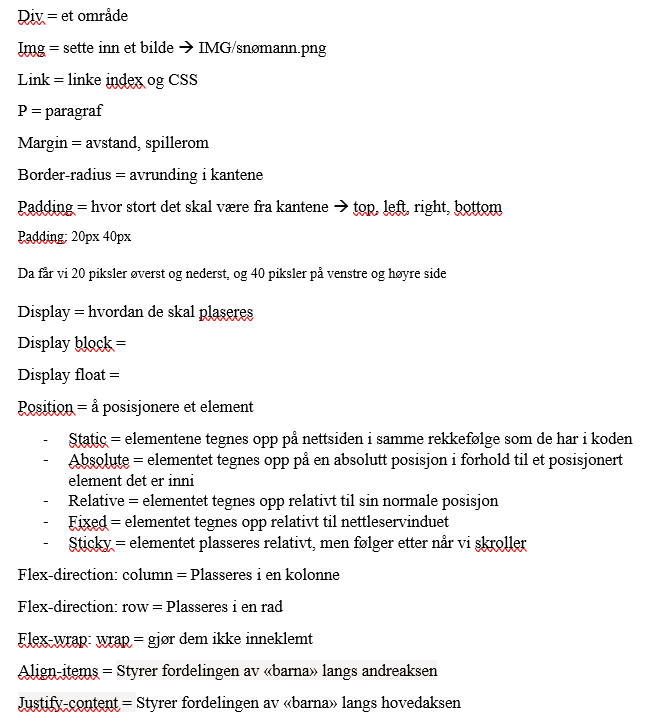 Div = et område
Img = sette inn et bilde → IMG/snømann.png
Link = linke index og CSS
P = paragraf
Margin = avstand, spillerom
Border-radius = avrunding i kantene
Padding = hvor stort det skal være fra kantene → top, left, right, bottom
Padding: 20px 40px
Da får vi 20 piksler øverst og nederst, og 40 piksler på venstre og høyre side
Display = hvordan de skal plaseres
Display block =
Display float =
Position = å posisjonere et element
- Static = elementene tegnes opp på nettsiden i samme rekkefølge som de har i koden
- Absolute = elementet tegnes opp på en absolutt posisjon i forhold til et posisjonert
element det er inni
- Relative = elementet tegnes opp relativt til sin normale posisjon
- Fixed = elementet tegnes opp relativt til nettleservinduet
- Sticky = elementet plasseres relativt, men følger etter når vi skroller
Flex-direction: column = Plasseres i en kolonne
Flex-direction: row = Plasseres i en rad
Flex-wrap: wrap = gjør dem ikke inneklemt
Align-items = Styrer fordelingen av «barna» langs andreaksen
Justify-content = Styrer fordelingen av «barna» langs hovedaksen